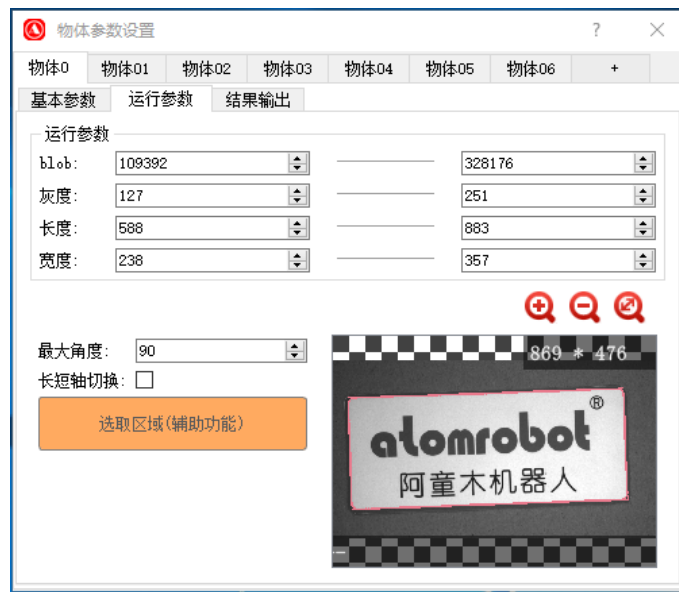 物体参数设置 ? ×
物体0 物体01 物体02 物体03 物体04 物体05 物体06 +
基本参数 运行参数 结果输出
运行参数
blob: 109392 328176
灰度: 127 251
长度: 588 883
宽度: 238 357
最大角度: 90
长短轴切换:
选取区域(辅助功能)
869 * 476
atomrobot®
阿童木机器人